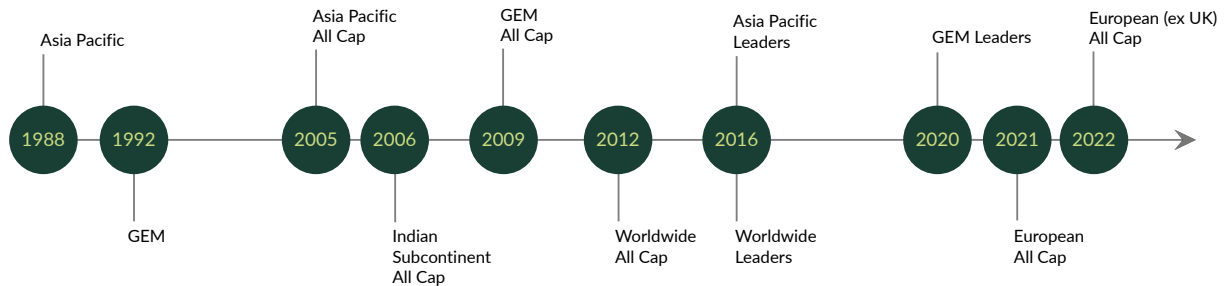 Asia Pacific
Asia Pacific
All Cap
GEM
All Cap
Asia Pacific
Leaders
GEM Leaders
European (ex UK)
All Cap
1988
1992
2005
2006
2009
2012
2016
2020
2021
2022
GEM
Indian
Subcontinent
All Cap
Worldwide
All Cap
Worldwide
Leaders
European
All Cap